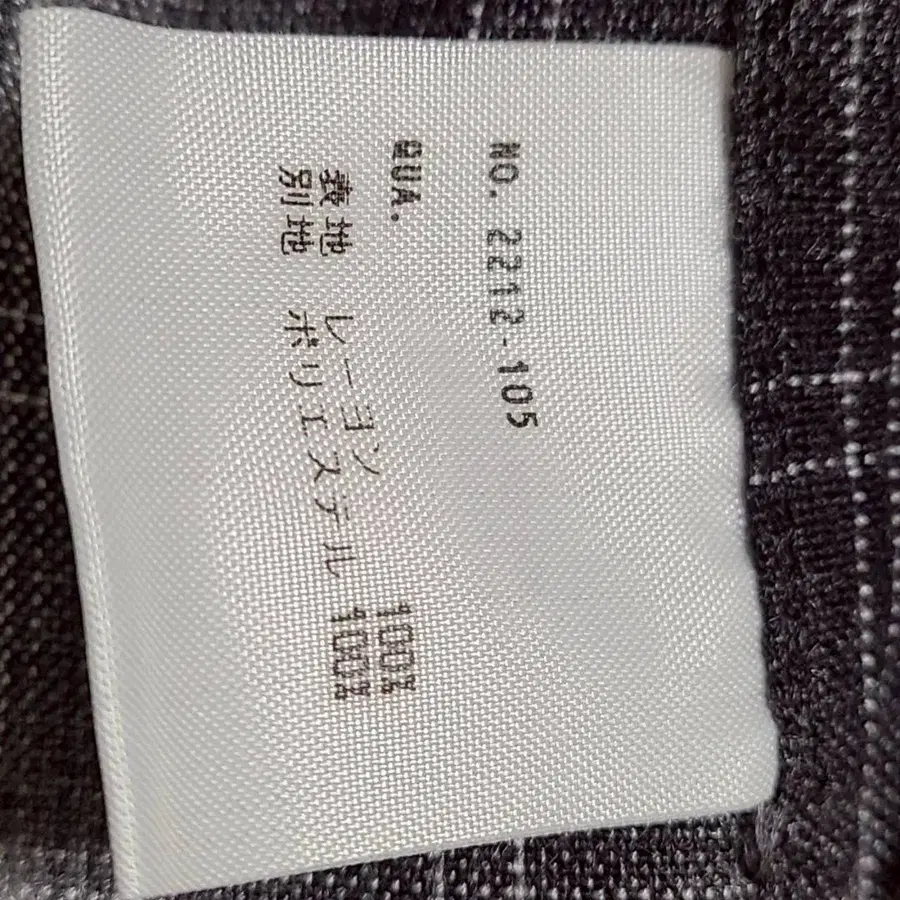 NO. 2212-105
QUA.
表地 レーヨン 100%
別地 ポリエステル 100%